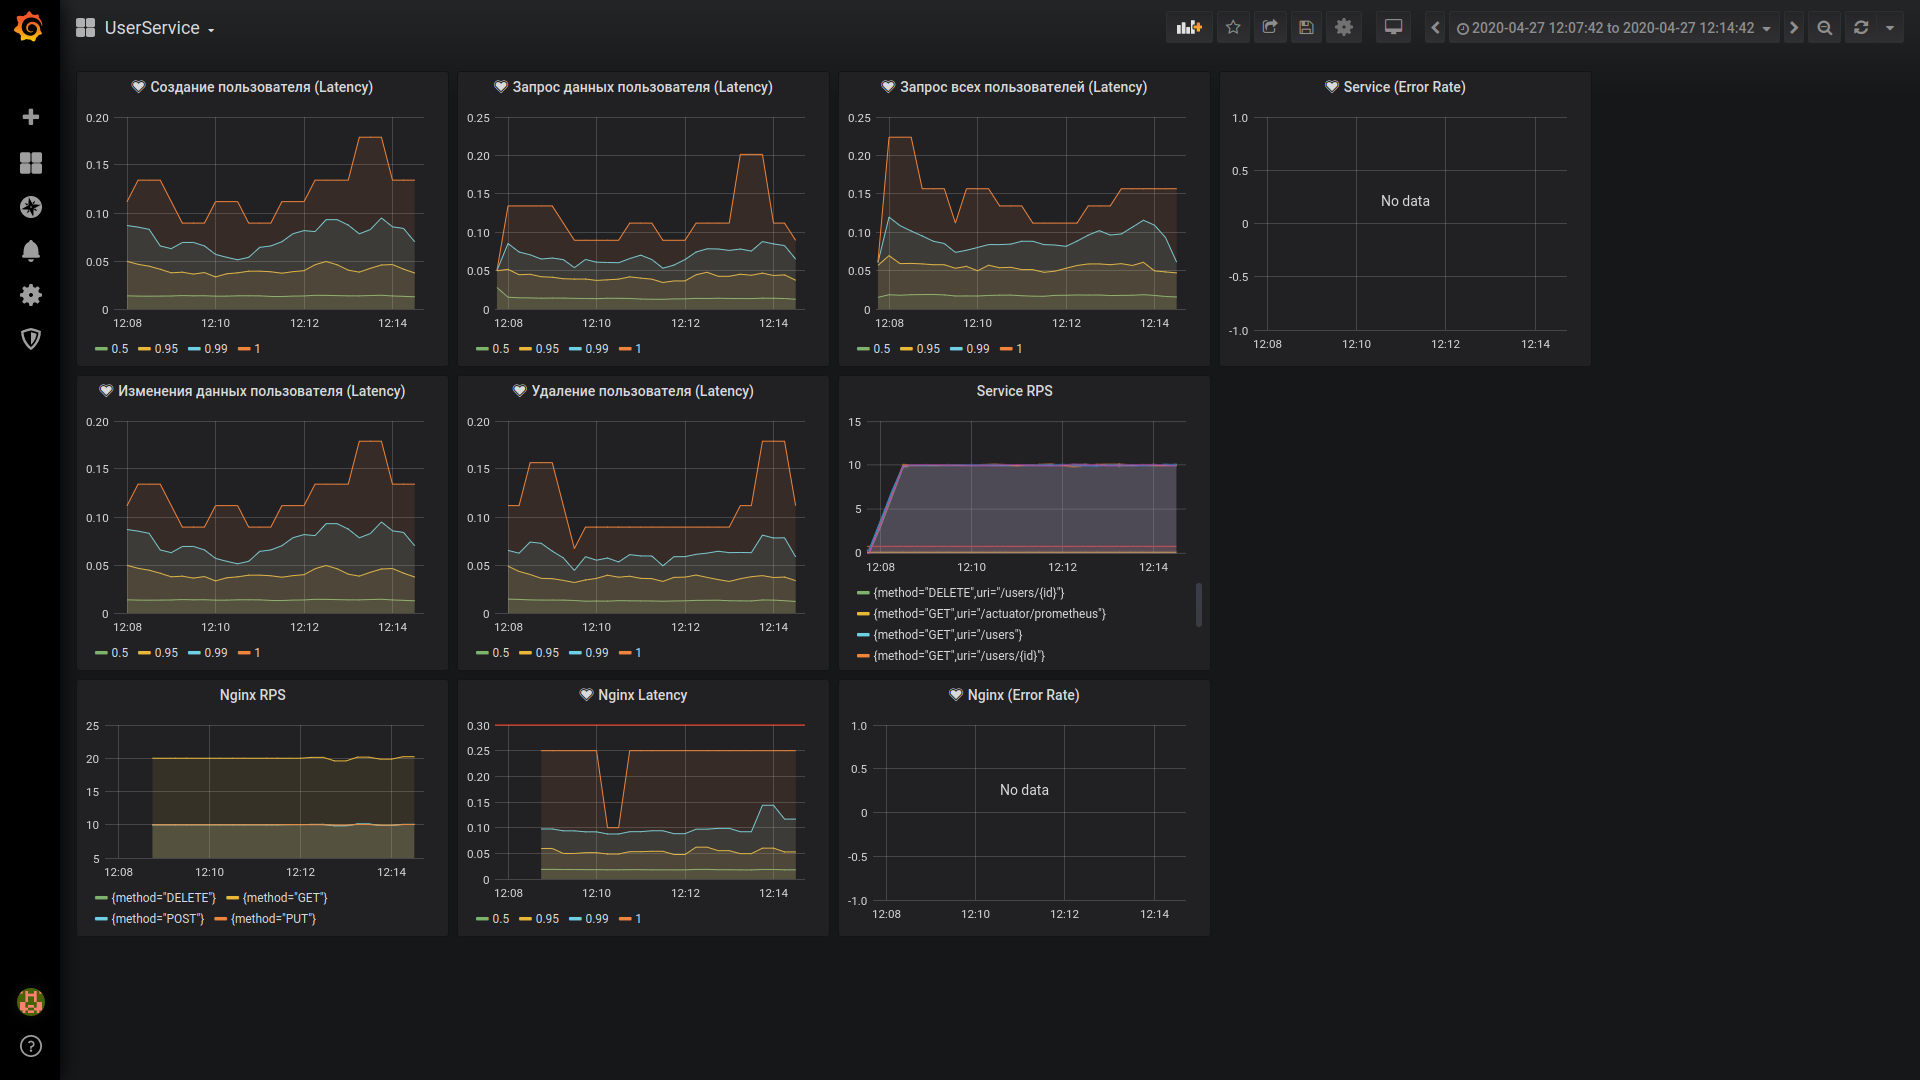 UserService
2020-04-27 12:07:42 to 2020-04-27 12:14:42
Создание пользователя (Latency)
0.20
0.15
0.10
0.05
0
12:08 12:10 12:12 12:14
0.5 0.95 0.99 1
Запрос данных пользователя (Latency)
0.25
0.20
0.15
0.10
0.05
0
12:08 12:10 12:12 12:14
0.5 0.95 0.99 1
Запрос всех пользователей (Latency)
0.25
0.20
0.15
0.10
0.05
0
12:08 12:10 12:12 12:14
0.5 0.95 0.99 1
Service (Error Rate)
1.0
0.5
0
-0.5
-1.0
No data
12:08 12:10 12:12 12:14
Изменения данных пользователя (Latency)
0.20
0.15
0.10
0.05
0
12:08 12:10 12:12 12:14
0.5 0.95 0.99 1
Удаление пользователя (Latency)
0.20
0.15
0.10
0.05
0
12:08 12:10 12:12 12:14
0.5 0.95 0.99 1
Service RPS
15
10
5
0
12:08 12:10 12:12 12:14
{method="DELETE",uri="/users/{id}"}
{method="GET",uri="/actuator/prometheus"}
{method="GET",uri="/users"}
{method="GET",uri="/users/{id}"}
Nginx RPS
25
20
15
10
5
12:08 12:10 12:12 12:14
{method="DELETE"} {method="GET"}
{method="POST"} {method="PUT"}
Nginx Latency
0.30
0.25
0.20
0.15
0.10
0.05
0
12:08 12:10 12:12 12:14
0.5 0.95 0.99 1
Nginx (Error Rate)
1.0
0.5
0
-0.5
-1.0
No data
12:08 12:10 12:12 12:14